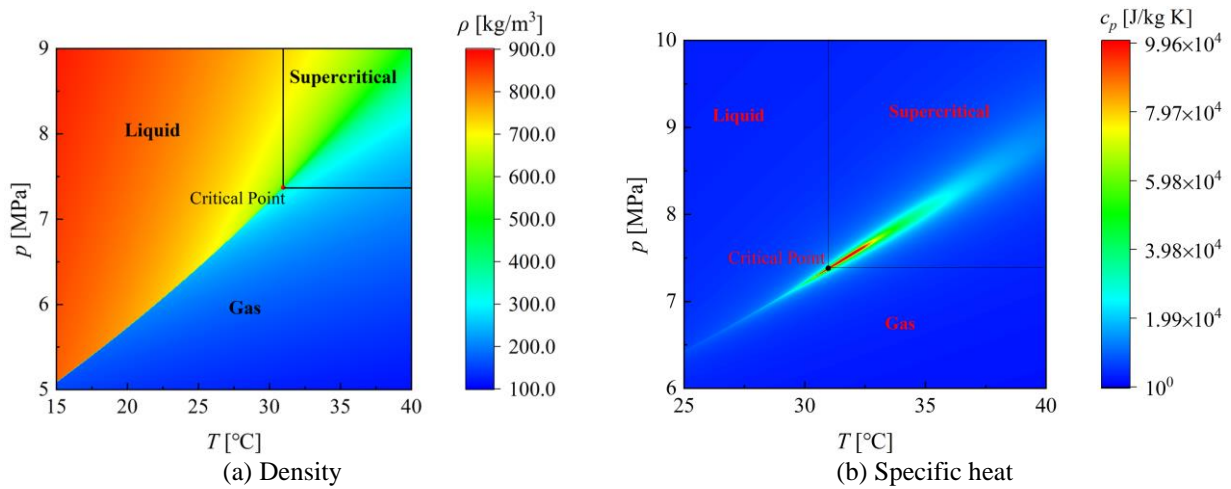 ρ [kg/m³]
900.0
800.0
700.0
600.0
500.0
400.0
300.0
200.0
100.0
9
8
7
6
5
p [MPa]
Supercritical
Liquid
Critical Point
Gas
15 20 25 30 35 40
T [°C]
(a) Density
cₚ [J/kg K]
9.96×10⁴
7.97×10⁴
5.98×10⁴
3.98×10⁴
1.99×10⁴
10⁰
10
9
8
7
6
p [MPa]
Liquid
Supercritical
Critical Point
Gas
25 30 35 40
T [°C]
(b) Specific heat